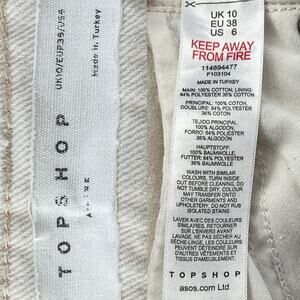 UK10/EUR38/US6
Made in Turkey
TOPSHOP
UK 10
EU 38
US 6
KEEP AWAY
FROM FIRE
114694477
F103104
MADE IN TURKEY
MAIN: 100% COTTON, LINING
64% POLYESTER 36% COTTON
PRINCIPAL: 100% COTON,
DOUBLURE: 64% POLYESTER
36% COTON
TEJIDO PRINCIPAL
100% ALGODÓN,
FORRO: 64% POLIÉSTER
36% ALGODÓN
HAUPTSTOFF:
100% BAUMWOLLE,
FUTTER: 64% POLYESTER
36% BAUMWOLLE
WASH WITH SIMILAR
COLOURS, TURN INSIDE
OUT BEFORE CLEANING, DO
NOT TUMBLE DRY. COLOUR
MAY TRANSFER ONTO
OTHER GARMENTS OR
UPHOLSTERY. DO NOT RUB
ISOLATED STAINS
LAVER AVEC DES COULEURS
SIMILAIRES, RETOURNER
SUR L'ENVERS AVANT
LAVAGE, NE PAS SÉCHER AU
SÈCHE-LINGE, LES COULEURS
PEUVENT DÉTEINDRE
SUR D'AUTRES VÊTEMENTS
ET TISSUS D'AMEUBLEMENT.
TOPSHOP
asos.com Ltd